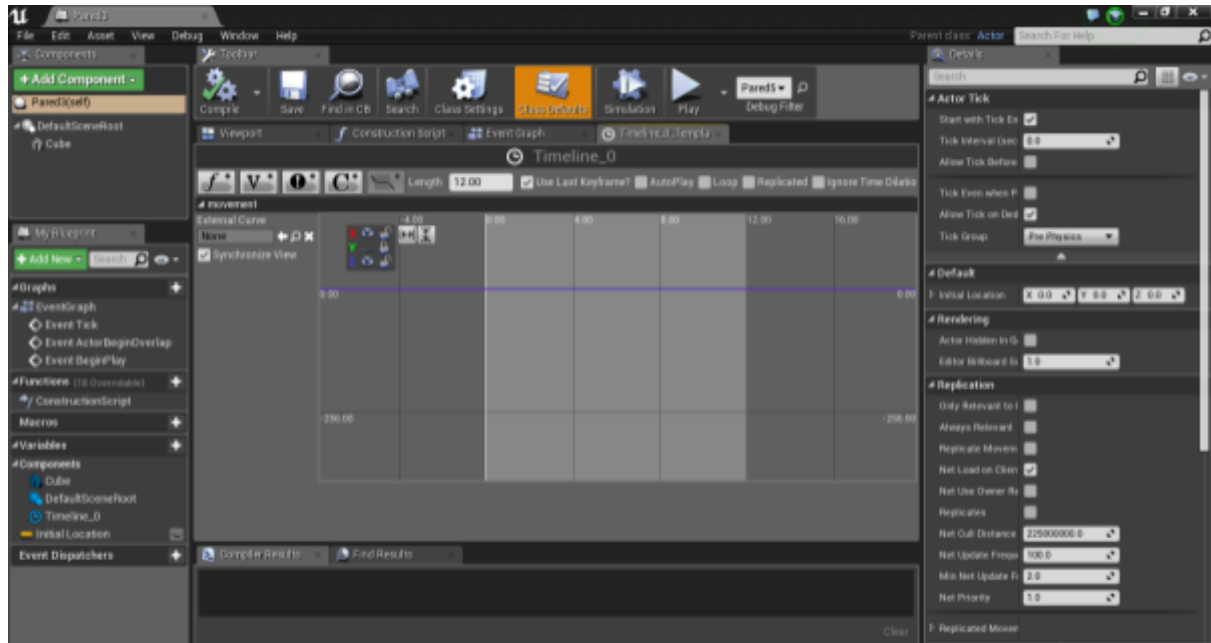 Pared3
File Edit Asset View Debug Window Help
Parent class: Actor
Search For Help
Components
+Add Component
Pared3(self)
DefaultSceneRoot
Cube
My Blueprint
+Add New
Search
Graphs
EventGraph
Event Tick
Event ActorBeginOverlap
Event BeginPlay
Functions (18 Overridable)
ConstructionScript
Macros
Variables
Components
Cube
DefaultSceneRoot
Timeline_0
Initial Location
Event Dispatchers
Toolbar
Compile
Save
Find in CB
Search
Class Settings
Class Defaults
Simulation
Play
Debug Filter
Viewport
Construction Script
Event Graph
Timeline_0
Length 12.00
Use Last Keyframe? AutoPlay Loop Replicated Ignore Time Dilatio
movement
External Curve
None
Synchronize View
-4.00 0.00 4.00 8.00 12.00 16.00
0.00 0.00
-256.00 -256.00
Compiler Results
Find Results
Clear
Details
Search
Actor Tick
Start with Tick En
Tick Interval (sec 0.0
Allow Tick Before
Tick Even when P
Allow Tick on Ded
Tick Group Pre Physics
Default
Initial Location X 0.0 Y 0.0 Z 0.0
Rendering
Actor Hidden In G
Editor Billboard Sc 1.0
Replication
Only Relevant to
Always Relevant
Replicate Movem
Net Load on Clien
Net Use Owner Re
Replicates
Net Cull Distance 225000000.0
Net Update Freque 100.0
Min Net Update F 2.0
Net Priority 1.0
Replicated Movem